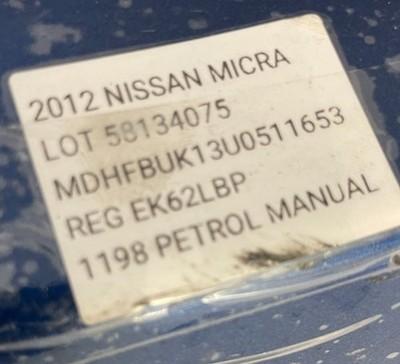 2012 NISSAN MICRA
LOT 58134075
MDHFBUK13U0511653
REG EK62LBP
1198 PETROL MANUAL